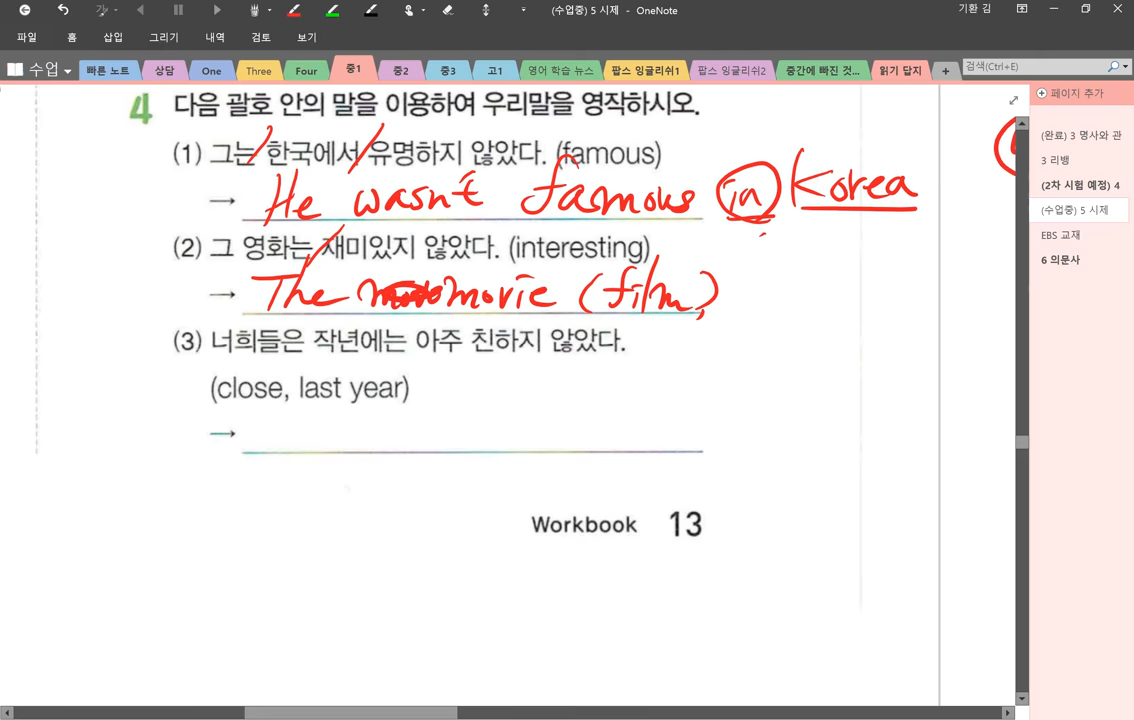 (수업중) 5 시제 - OneNote
기환 김
파일 홈 삽입 그리기 내역 검토 보기
수업 빠른 노트 상담 One Three Four 중1 중2 중3 고1 영어 학습 뉴스 팝스 잉글리쉬1 팝스 잉글리쉬2 중간에 빠진 것... 읽기 답지 + 검색(Ctrl+E)
페이지 추가
(완료) 3 명사와 관
3 리뱅
(2차 시험 예정) 4
(수업중) 5 시제
EBS 교재
6 의문사
4 다음 괄호 안의 말을 이용하여 우리말을 영작하시오.
(1) 그는 한국에서 유명하지 않았다. (famous)
→ He wasn't famous in Korea
(2) 그 영화는 재미있지 않았다. (interesting)
→ The movie (film)
(3) 너희들은 작년에는 아주 친하지 않았다.
(close, last year)
→
Workbook 13